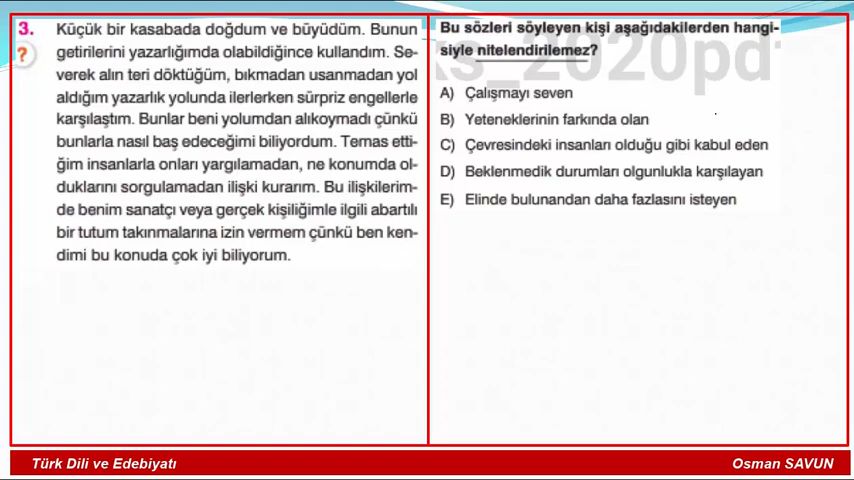 3. Küçük bir kasabada doğdum ve büyüdüm. Bunun
? getirilerini yazarlığımda olabildiğince kullandım. Se-
verek alın teri döktüğüm, bıkmadan usanmadan yol
aldığım yazarlık yolunda ilerlerken sürpriz engellerle
karşılaştım. Bunlar beni yolumdan alıkoymadı çünkü
bunlarla nasıl baş edeceğimi biliyordum. Temas etti-
ğim insanlarla onları yargılamadan, ne konumda ol-
duklarını sorgulamadan ilişki kurarım. Bu ilişkilerim-
de benim sanatçı veya gerçek kişiliğimle ilgili abartılı
bir tutum takınmalarına izin vermem çünkü ben ken-
dimi bu konuda çok iyi biliyorum.
Bu sözleri söyleyen kişi aşağıdakilerden hangi-
siyle nitelendirilemez?
A) Çalışmayı seven
B) Yeteneklerinin farkında olan
C) Çevresindeki insanları olduğu gibi kabul eden
D) Beklenmedik durumları olgunlukla karşılayan
E) Elinde bulunandan daha fazlasını isteyen
Türk Dili ve Edebiyatı
Osman SAVUN